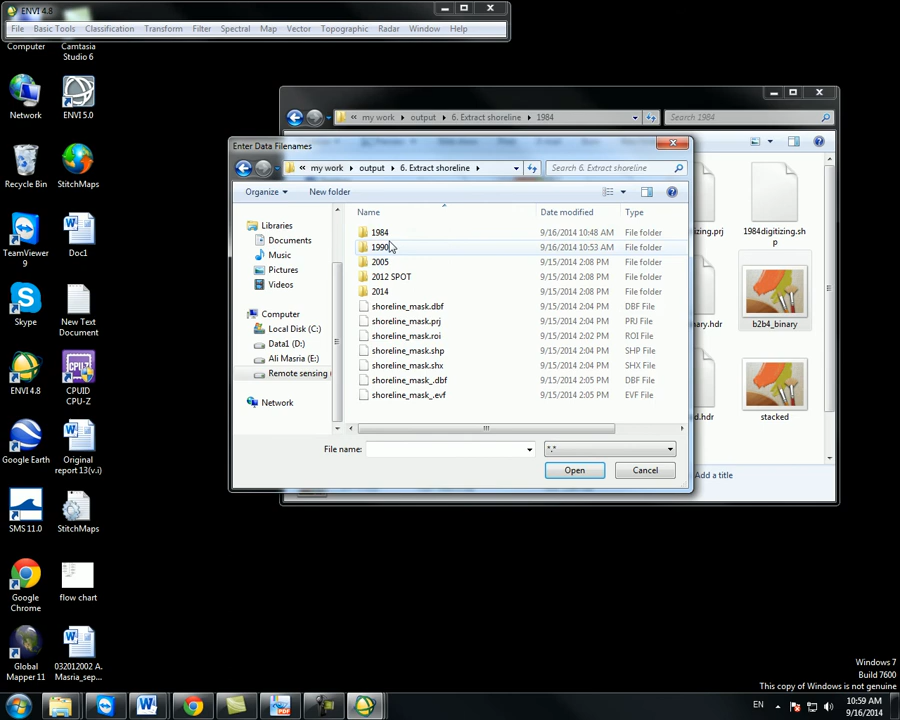 ENVI 4.8
File Basic Tools Classification Transform Filter Spectral Map Vector Topographic Radar Window Help
Computer
Camtasia
Studio 6
Network
ENVI 5.0
Recycle Bin
StitchMaps
TeamViewer
9
Doc1
Skype
New Text
Document
ENVI 4.8
CPUID
CPU-Z
Google Earth
Original
report 13(v.i)
SMS 11.0
StitchMaps
Google
Chrome
flow chart
Global
Mapper 11
032012002 A.
Masria_sep...
« my work ▸ output ▸ 6. Extract shoreline ▸ 1984
Search 1984
Enter Data Filenames
« my work ▸ output ▸ 6. Extract shoreline ▸
Search 6. Extract shoreline
Organize
New folder
Libraries
Documents
Music
Pictures
Videos
Computer
Local Disk (C:)
Data1 (D:)
Ali Masria (E:)
Remote sensing
Network
Name Date modified Type
1984 9/16/2014 10:48 AM File folder
1990 9/16/2014 10:53 AM File folder
2005 9/15/2014 2:08 PM File folder
2012 SPOT 9/15/2014 2:08 PM File folder
2014 9/15/2014 2:08 PM File folder
shoreline_mask.dbf 9/15/2014 2:04 PM DBF File
shoreline_mask.prj 9/15/2014 2:04 PM PRJ File
shoreline_mask.roi 9/15/2014 2:02 PM ROI File
shoreline_mask.shp 9/15/2014 2:04 PM SHP File
shoreline_mask.shx 9/15/2014 2:04 PM SHX File
shoreline_mask_.dbf 9/15/2014 2:05 PM DBF File
shoreline_mask_.evf 9/15/2014 2:05 PM EVF File
File name:
*.*
Open
Cancel
zing.prj
1984digitizing.sh
p
nary.hdr
b2b4_binary
d.hdr
stacked
Add a title
Windows 7
Build 7600
This copy of Windows is not genuine
EN
10:59 AM
9/16/2014